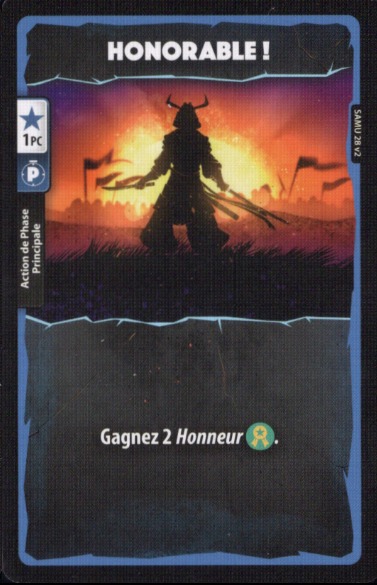 HONORABLE !
1PC
P
SAMU 28 v2
Action de Phase
Principale
Gagnez 2 Honneur.